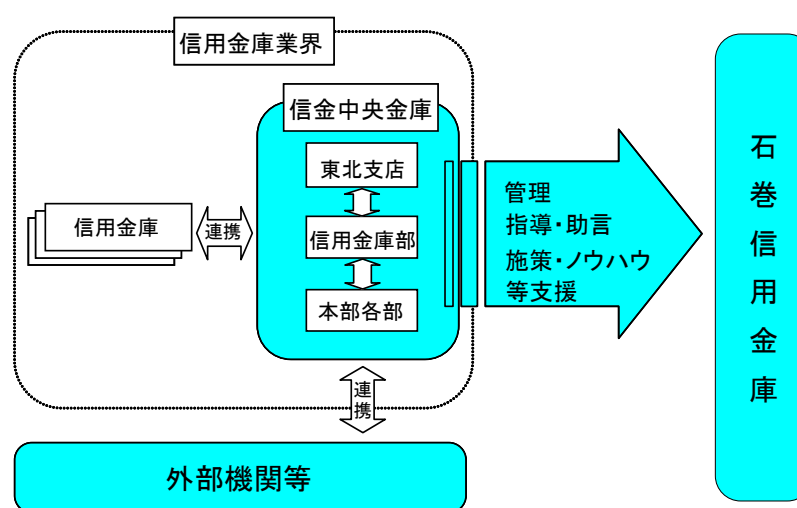 信用金庫業界
信金中央金庫
東北支店
信用金庫
連携
信用金庫部
本部各部
連携
外部機関等
管理
指導・助言
施策・ノウハウ
等支援
石巻信用金庫